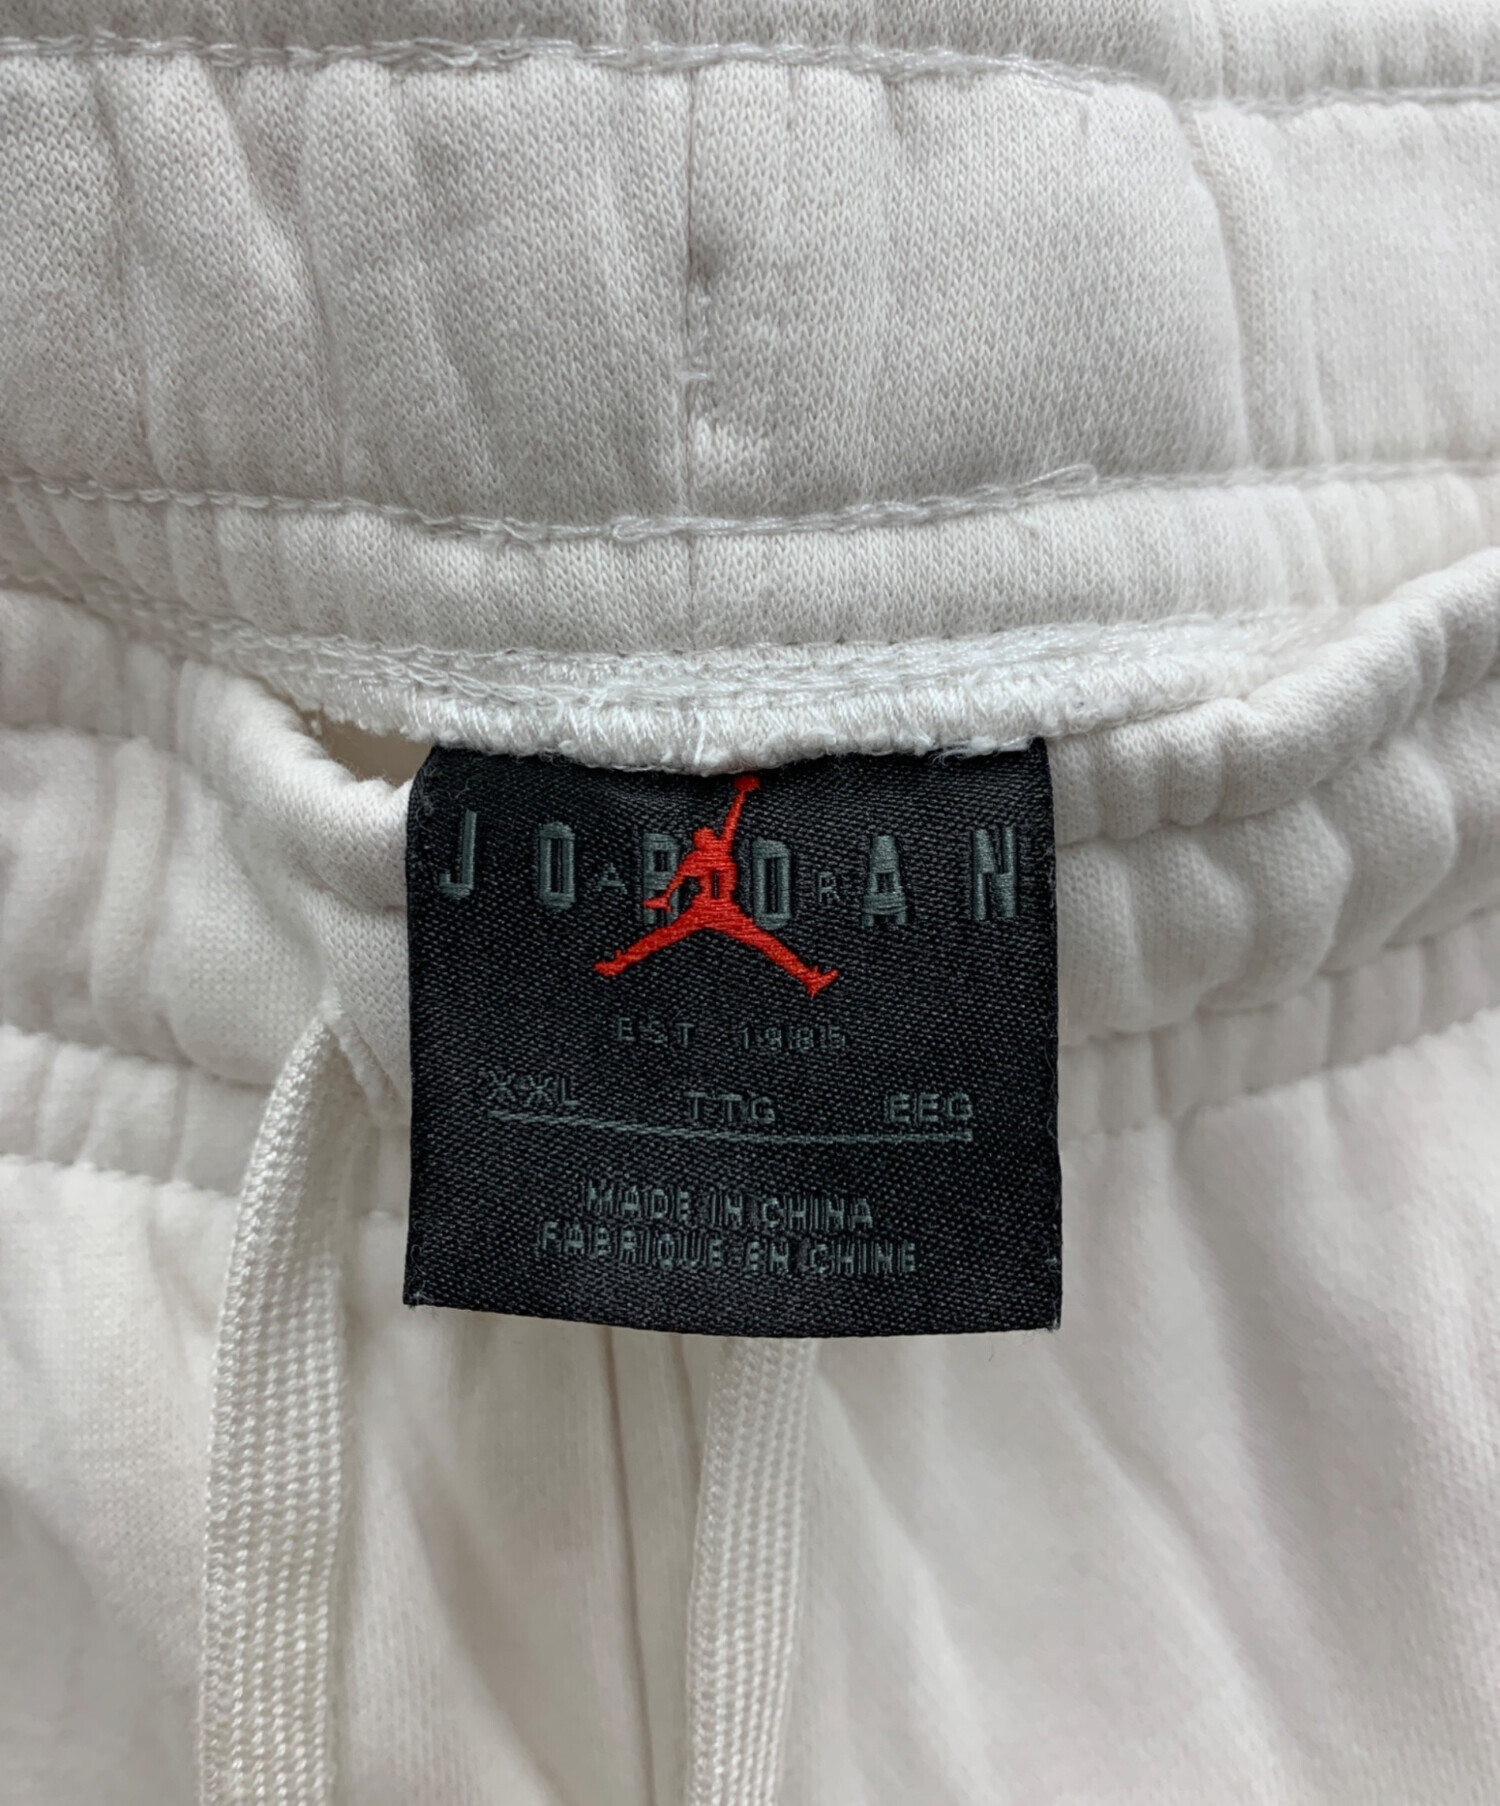 JORDAN
AIR
EST 1985
XXL TTG EEG
MADE IN CHINA
FABRIQUE EN CHINE